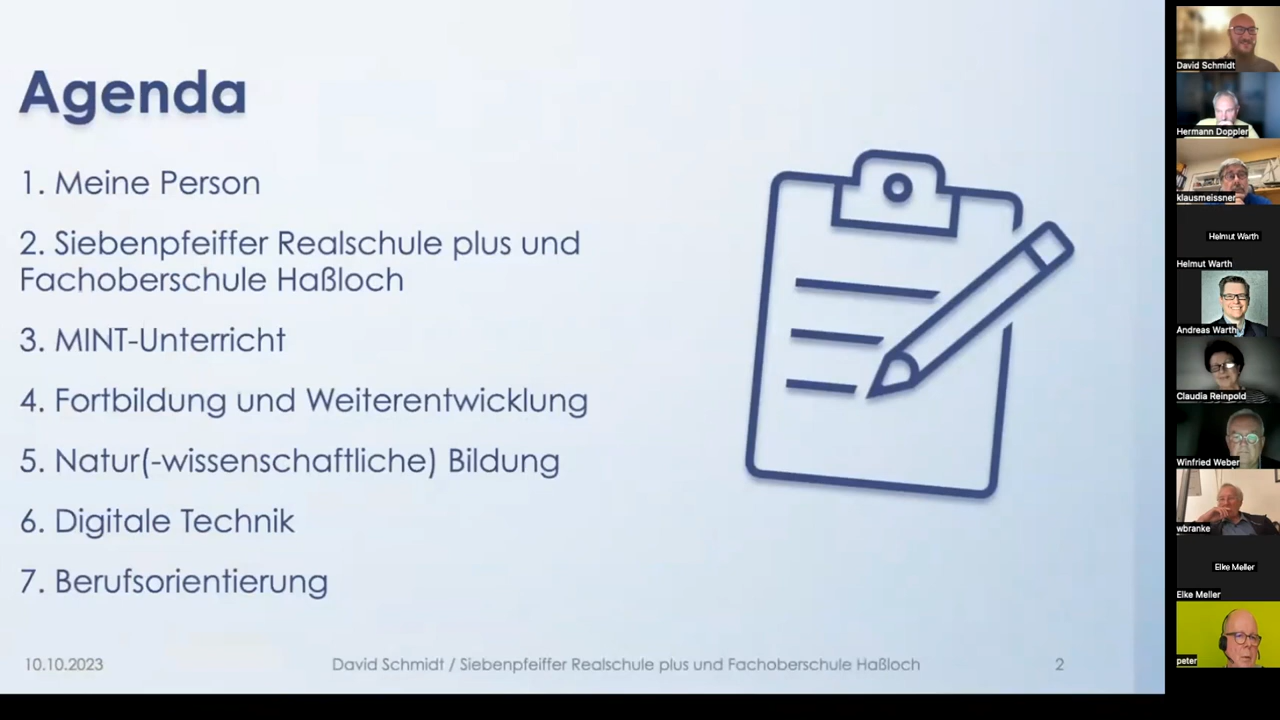 Agenda
1. Meine Person
2. Siebenpfeiffer Realschule plus und
Fachoberschule Haßloch
3. MINT-Unterricht
4. Fortbildung und Weiterentwicklung
5. Natur(-wissenschaftliche) Bildung
6. Digitale Technik
7. Berufsorientierung
10.10.2023
David Schmidt / Siebenpfeiffer Realschule plus und Fachoberschule Haßloch
2
David Schmidt
Hermann Doppler
klausmeissner
Helmut Warth
Helmut Warth
Andreas Warth
Claudia Reinpold
Winfried Weber
wbranke
Elke Meller
Elke Meller
peter